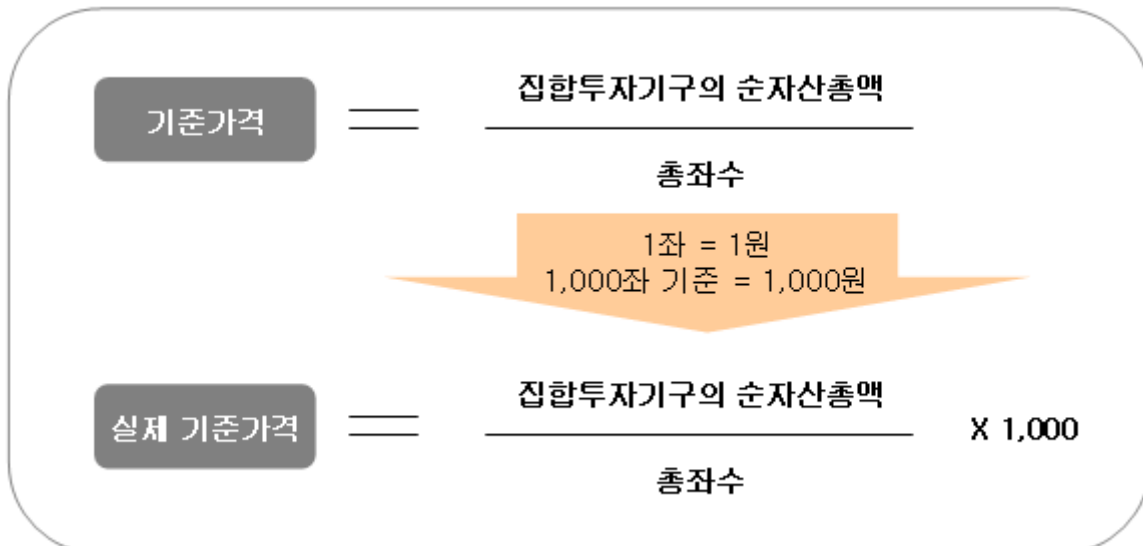 집합투자기구의 순자산총액
기준가격
총좌수
1좌 = 1원
1,000좌 기준 = 1,000원
집합투자기구의 순자산총액
실제 기준가격
X 1,000
총좌수